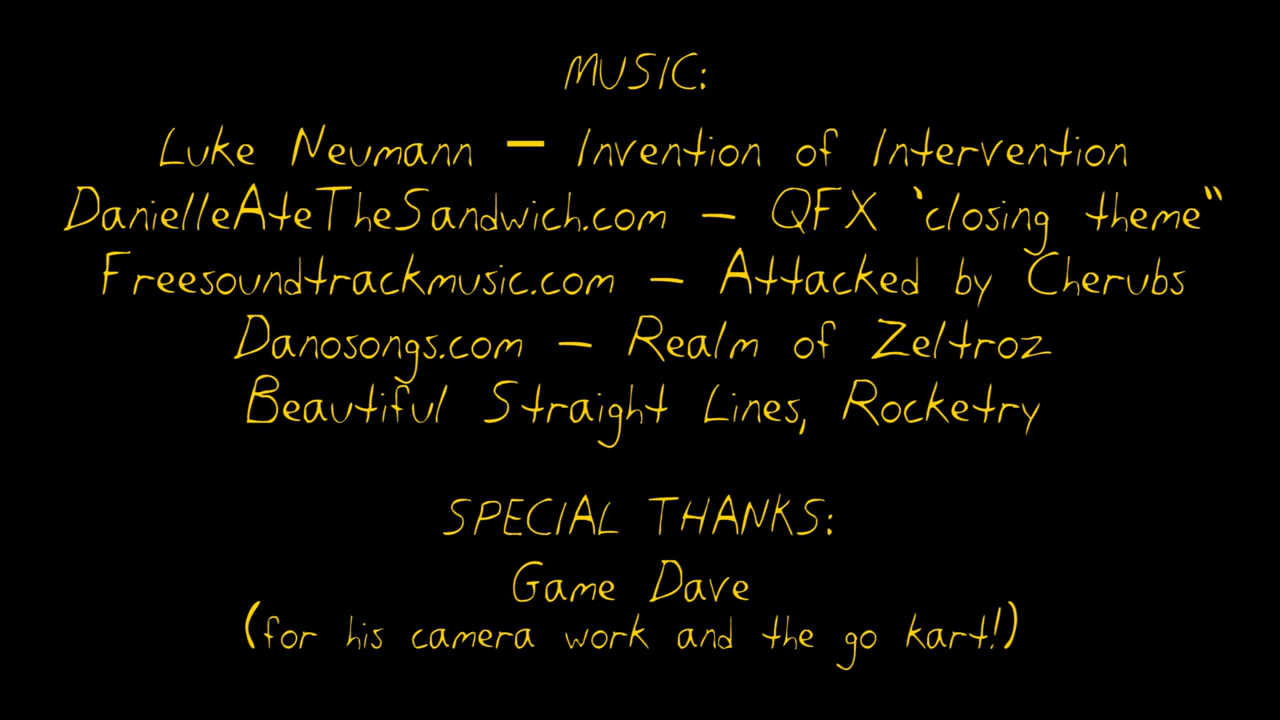 MUSIC:
Luke Neumann – Invention of Intervention
DanielleAteTheSandwich.com – QFX "closing theme"
Freesoundtrackmusic.com – Attacked by Cherubs
Danosongs.com – Realm of Zeltroz
Beautiful Straight Lines, Rocketry
SPECIAL THANKS:
Game Dave
(for his camera work and the go kart!)